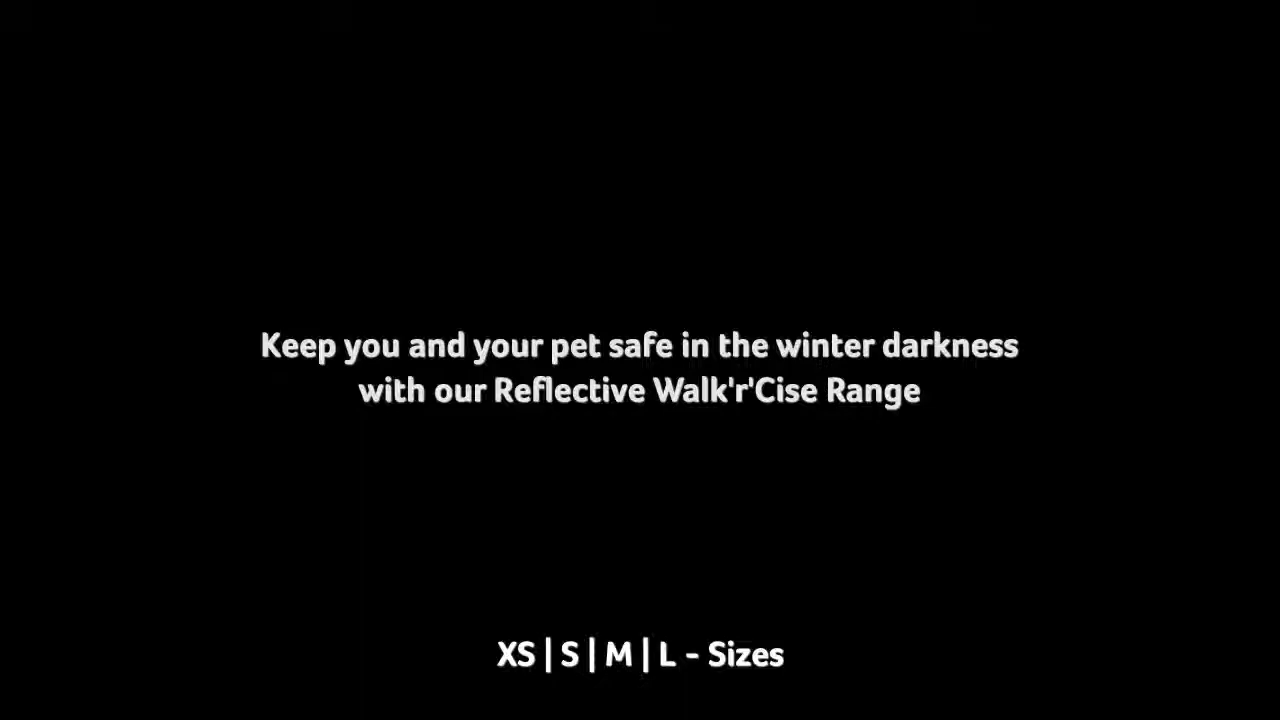 Keep you and your pet safe in the winter darkness
with our Reflective Walk'r'Cise Range
XS | S | M | L - Sizes